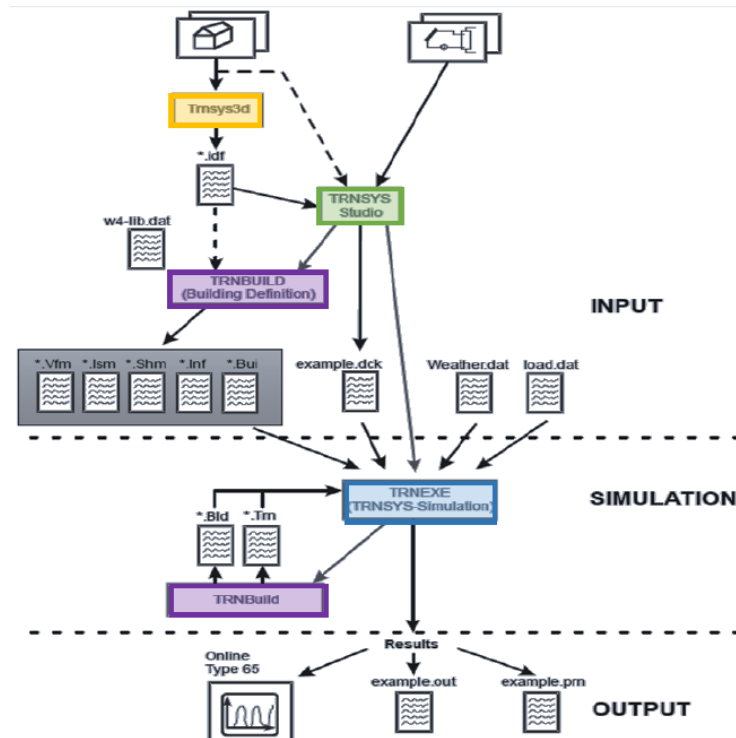 Trnsys3d
*.idf
TRNSYS
Studio
w4-lib.dat
TRNBUILD
(Building Definition)
INPUT
*.Vfm
*.Ism
*.Shm
*.Inf
*.Bui
example.dck
Weather.dat
load.dat
TRNEXE
(TRNSYS-Simulation)
SIMULATION
*.Bld
*.Trn
TRNBuild
Results
Online
Type 65
example.out
example.prn
OUTPUT